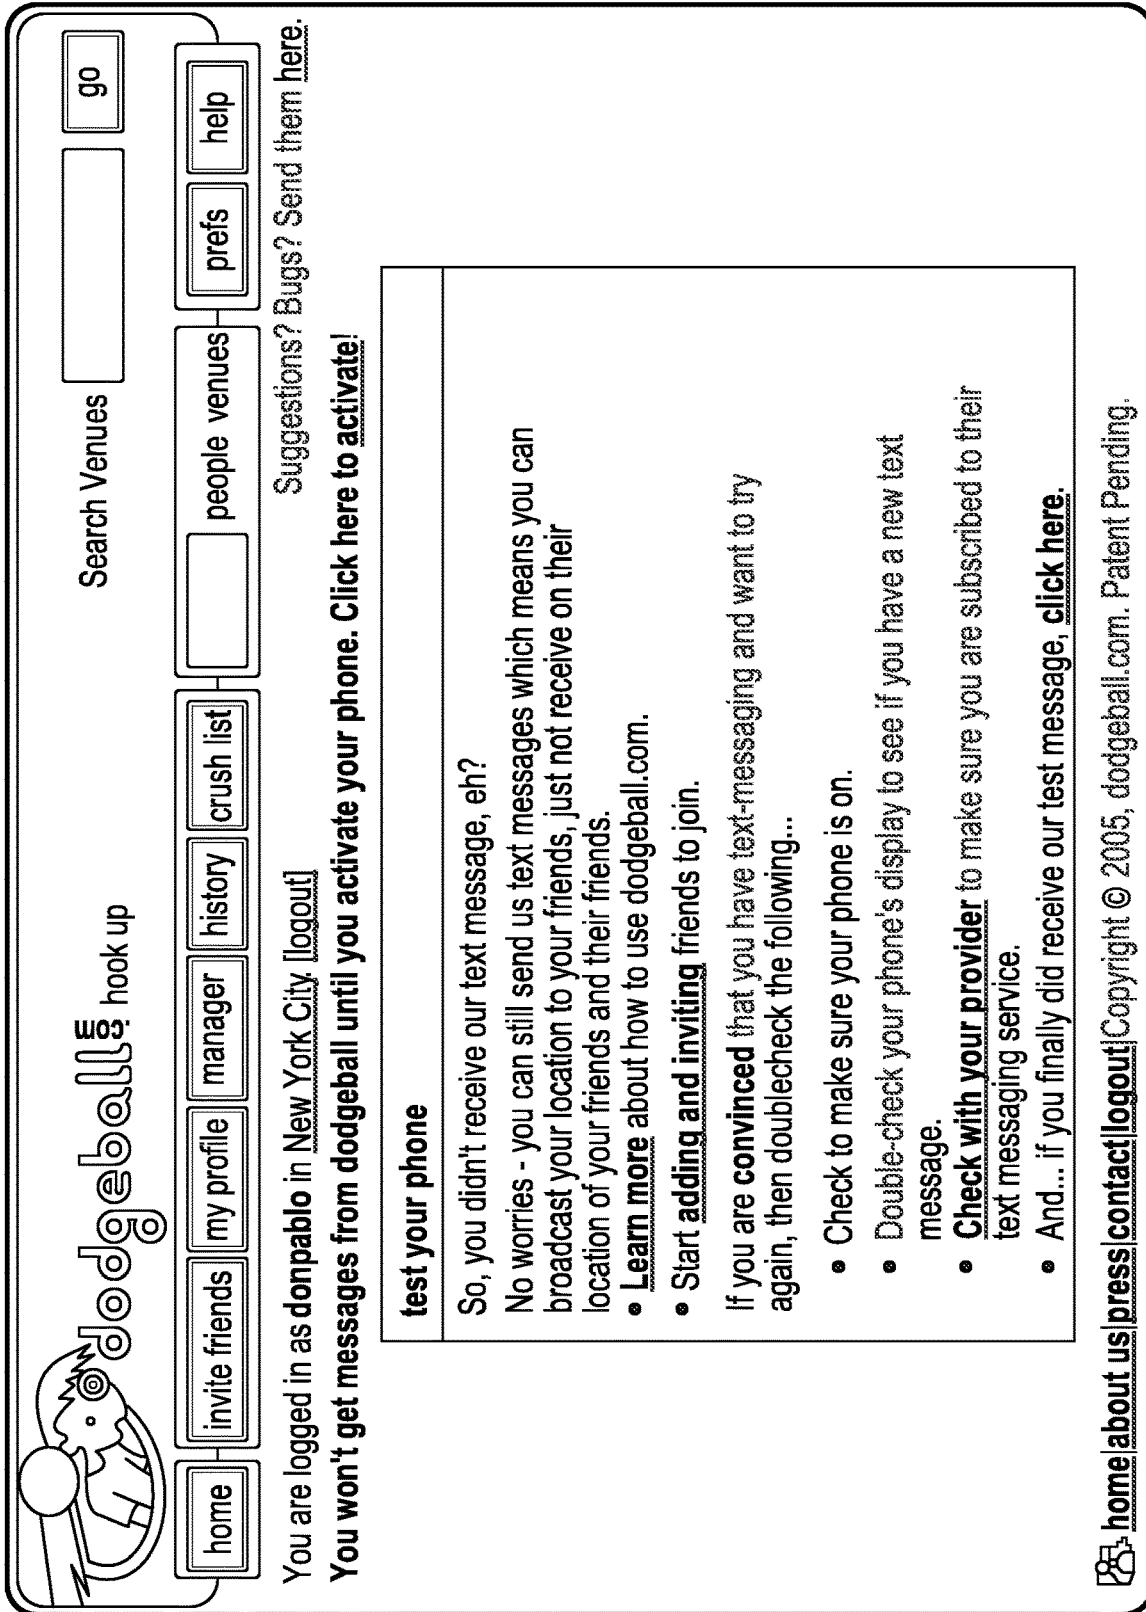 dodgeball.com hook up
Search Venues
go
home
invite friends
my profile
manager
history
crush list
people venues
prefs
help
You are logged in as donpablo in New York City. [logout]
Suggestions? Bugs? Send them here.
You won't get messages from dodgeball until you activate your phone. Click here to activate!
test your phone
So, you didn't receive our text message, eh?
No worries - you can still send us text messages which means you can
broadcast your location to your friends, just not receive on their
location of your friends and their friends.
• Learn more about how to use dodgeball.com.
• Start adding and inviting friends to join.
If you are convinced that you have text-messaging and want to try
again, then doublecheck the following...
• Check to make sure your phone is on.
• Double-check your phone's display to see if you have a new text
message.
• Check with your provider to make sure you are subscribed to their
text messaging service.
• And... if you finally did receive our test message, click here.
home|about us|press|contact|logout|Copyright © 2005, dodgeball.com. Patent Pending.